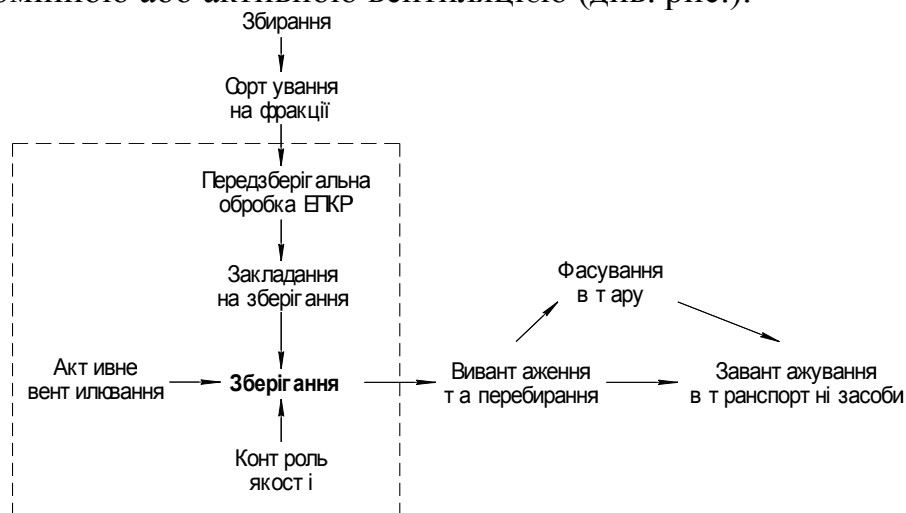 омінною або активною вентиляцією (див. рис.).
Збирання
Сортування
на фракції
Передзберігальна
обробка ЕПКР
Закладання
на зберігання
Фасування
в тару
Активне
вентилювання
Зберігання
Вивантаження
та перебирання
Завантажування
в транспортні засоби
Контроль
якості